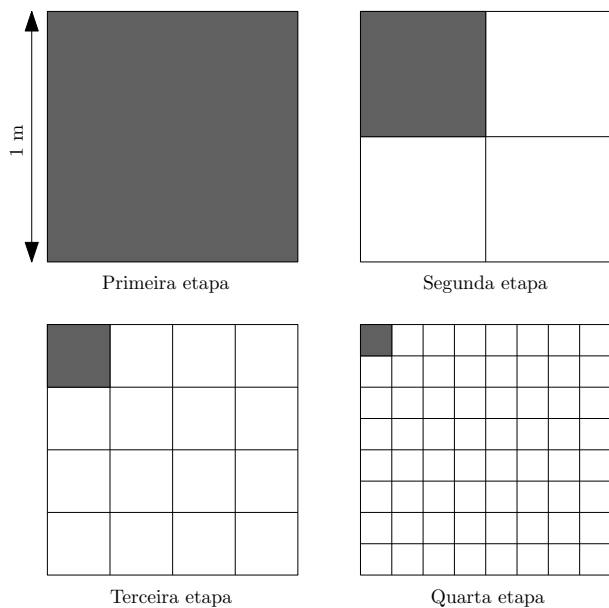 1 m
Primeira etapa
Segunda etapa
Terceira etapa
Quarta etapa